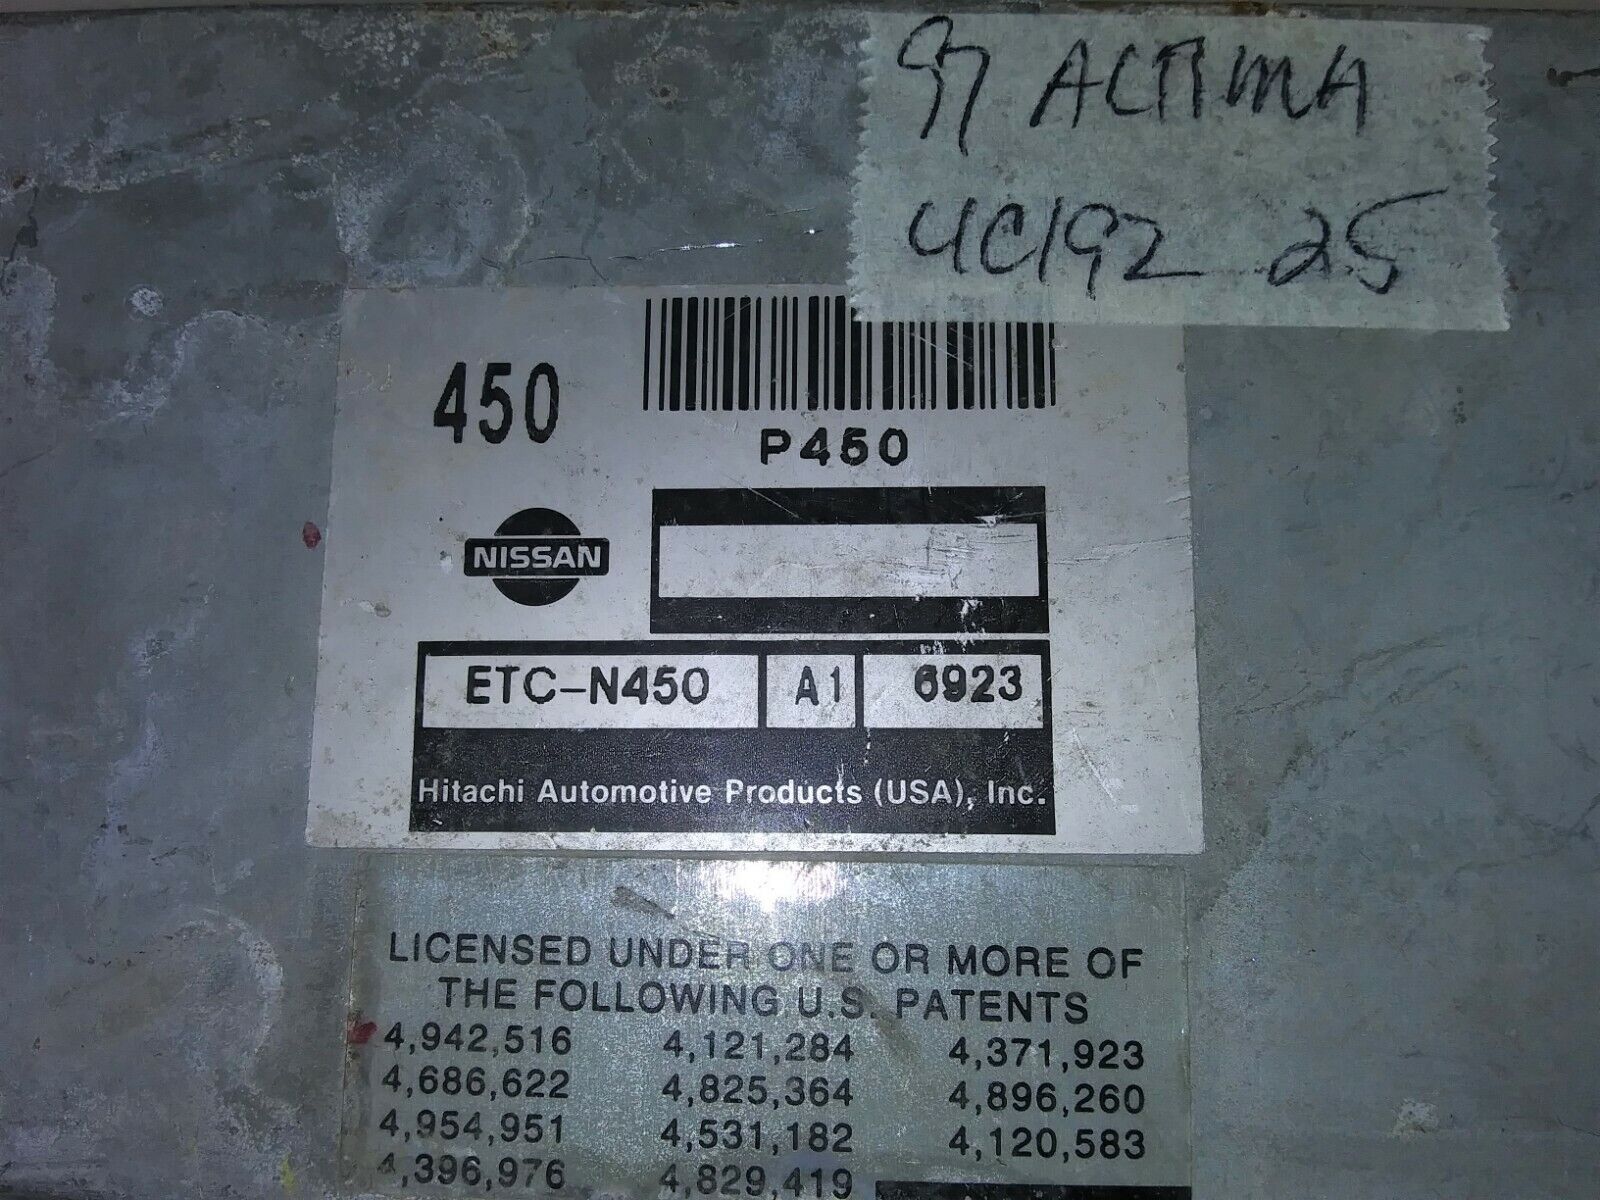 97 ALTIMA
4C192 25
450
P450
NISSAN
ETC-N450 A1 6923
Hitachi Automotive Products (USA), Inc.
LICENSED UNDER ONE OR MORE OF
THE FOLLOWING U.S. PATENTS
4,942,516 4,121,284 4,371,923
4,686,622 4,825,364 4,896,260
4,954,951 4,531,182 4,120,583
,396,976 4,829,419